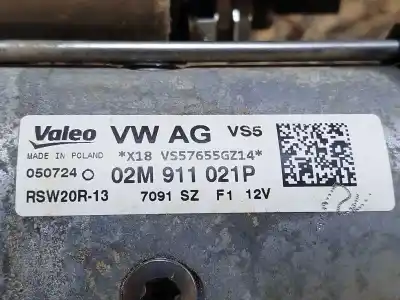 Valeo VW AG VS5
MADE IN POLAND *X18 VS57655GZ14*
050724 02M 911 021P
RSW20R-13 7091 SZ F1 12V